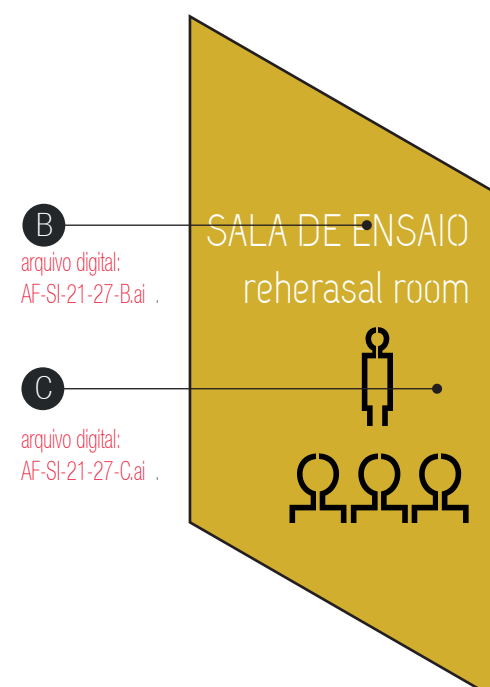 B
SALA DE ENSAIO
arquivo digital:
AF-SI-21-27-B.ai .
reherasal room
C
arquivo digital:
AF-SI-21-27-C.ai .